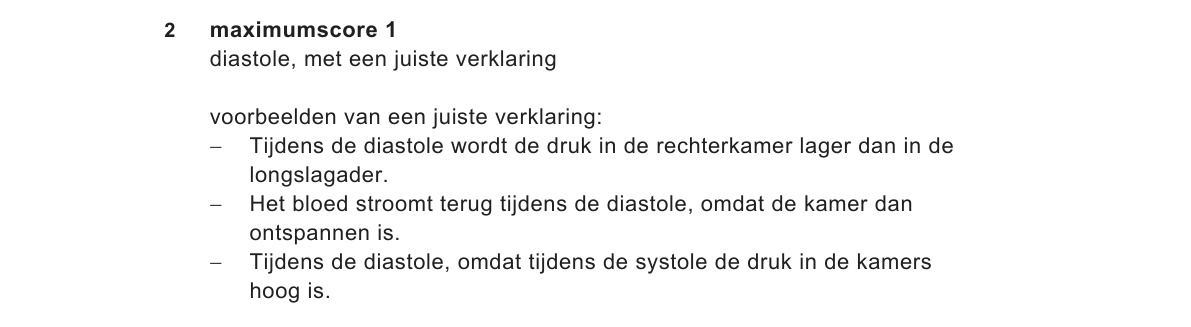 2 maximumscore 1
diastole, met een juiste verklaring
voorbeelden van een juiste verklaring:
– Tijdens de diastole wordt de druk in de rechterkamer lager dan in de
longslagader.
– Het bloed stroomt terug tijdens de diastole, omdat de kamer dan
ontspannen is.
– Tijdens de diastole, omdat tijdens de systole de druk in de kamers
hoog is.